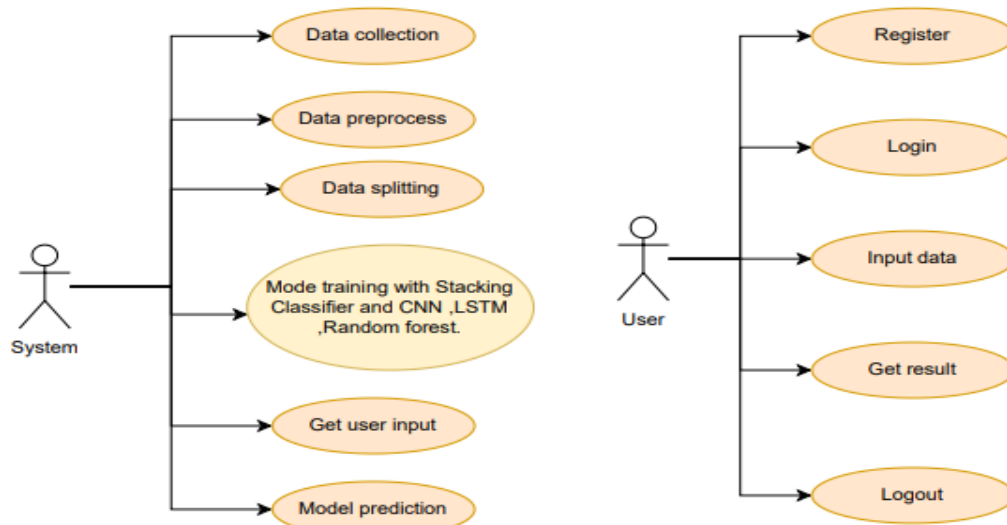 Data collection
Data preprocess
Data splitting
Mode training with Stacking
Classifier and CNN ,LSTM
,Random forest.
System
Get user input
Model prediction
Register
Login
Input data
User
Get result
Logout